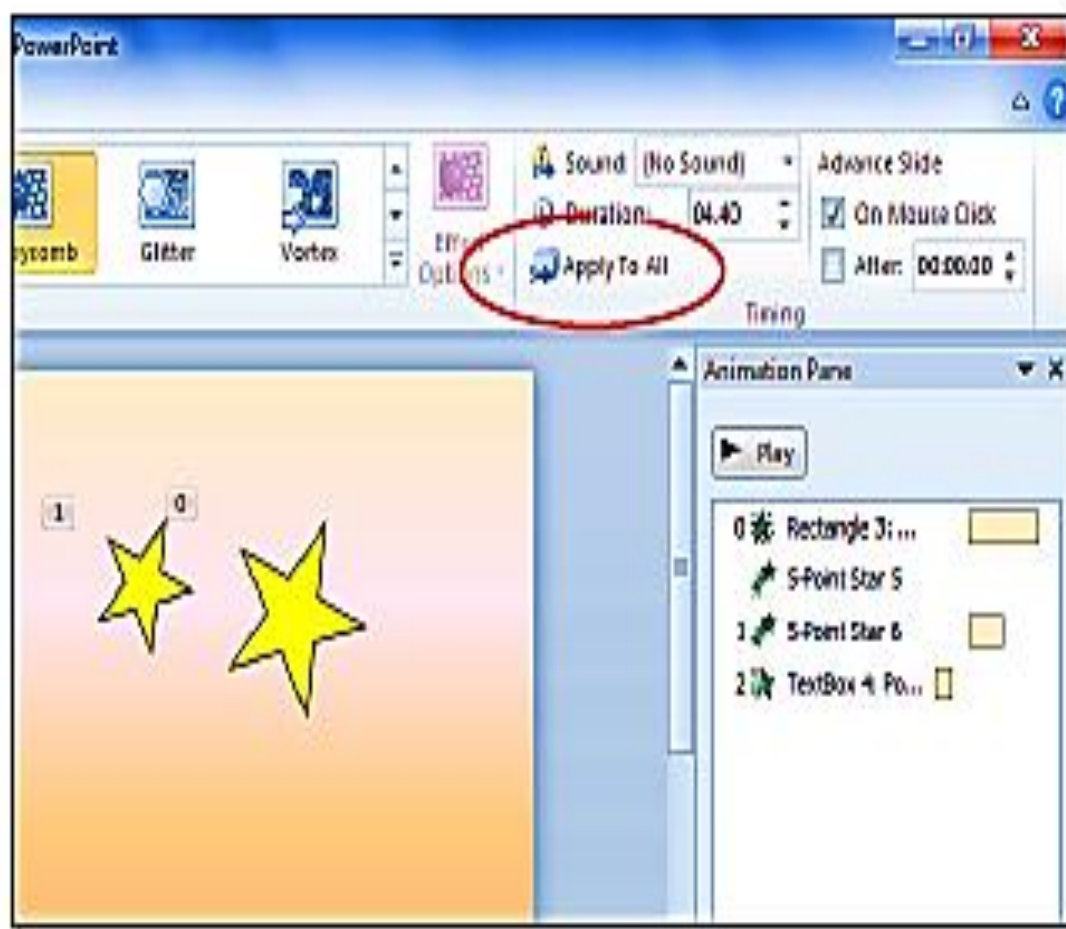 PowerPoint
?
Sound: (No Sound)
Advance Slide
Duration: 04.40
On Mouse Click
Glitter
Vortex
Options
Apply To All
After: 00:00.00
Timing
Animation Pane
Play
1
0
0 Rectangle 3: ...
5-Point Star 5
1 5-Point Star 6
2 TextBox 4: Po...